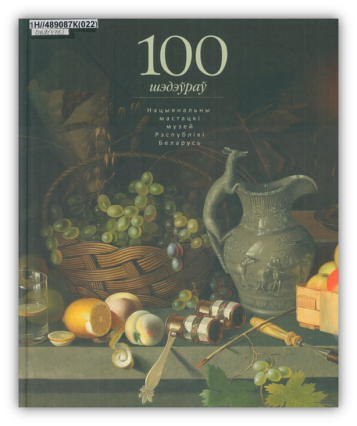 1Н//489087К(022)
100
шэдэўраў
Нацыянальны
мастацкі
музей
Рэспублікі
Беларусь